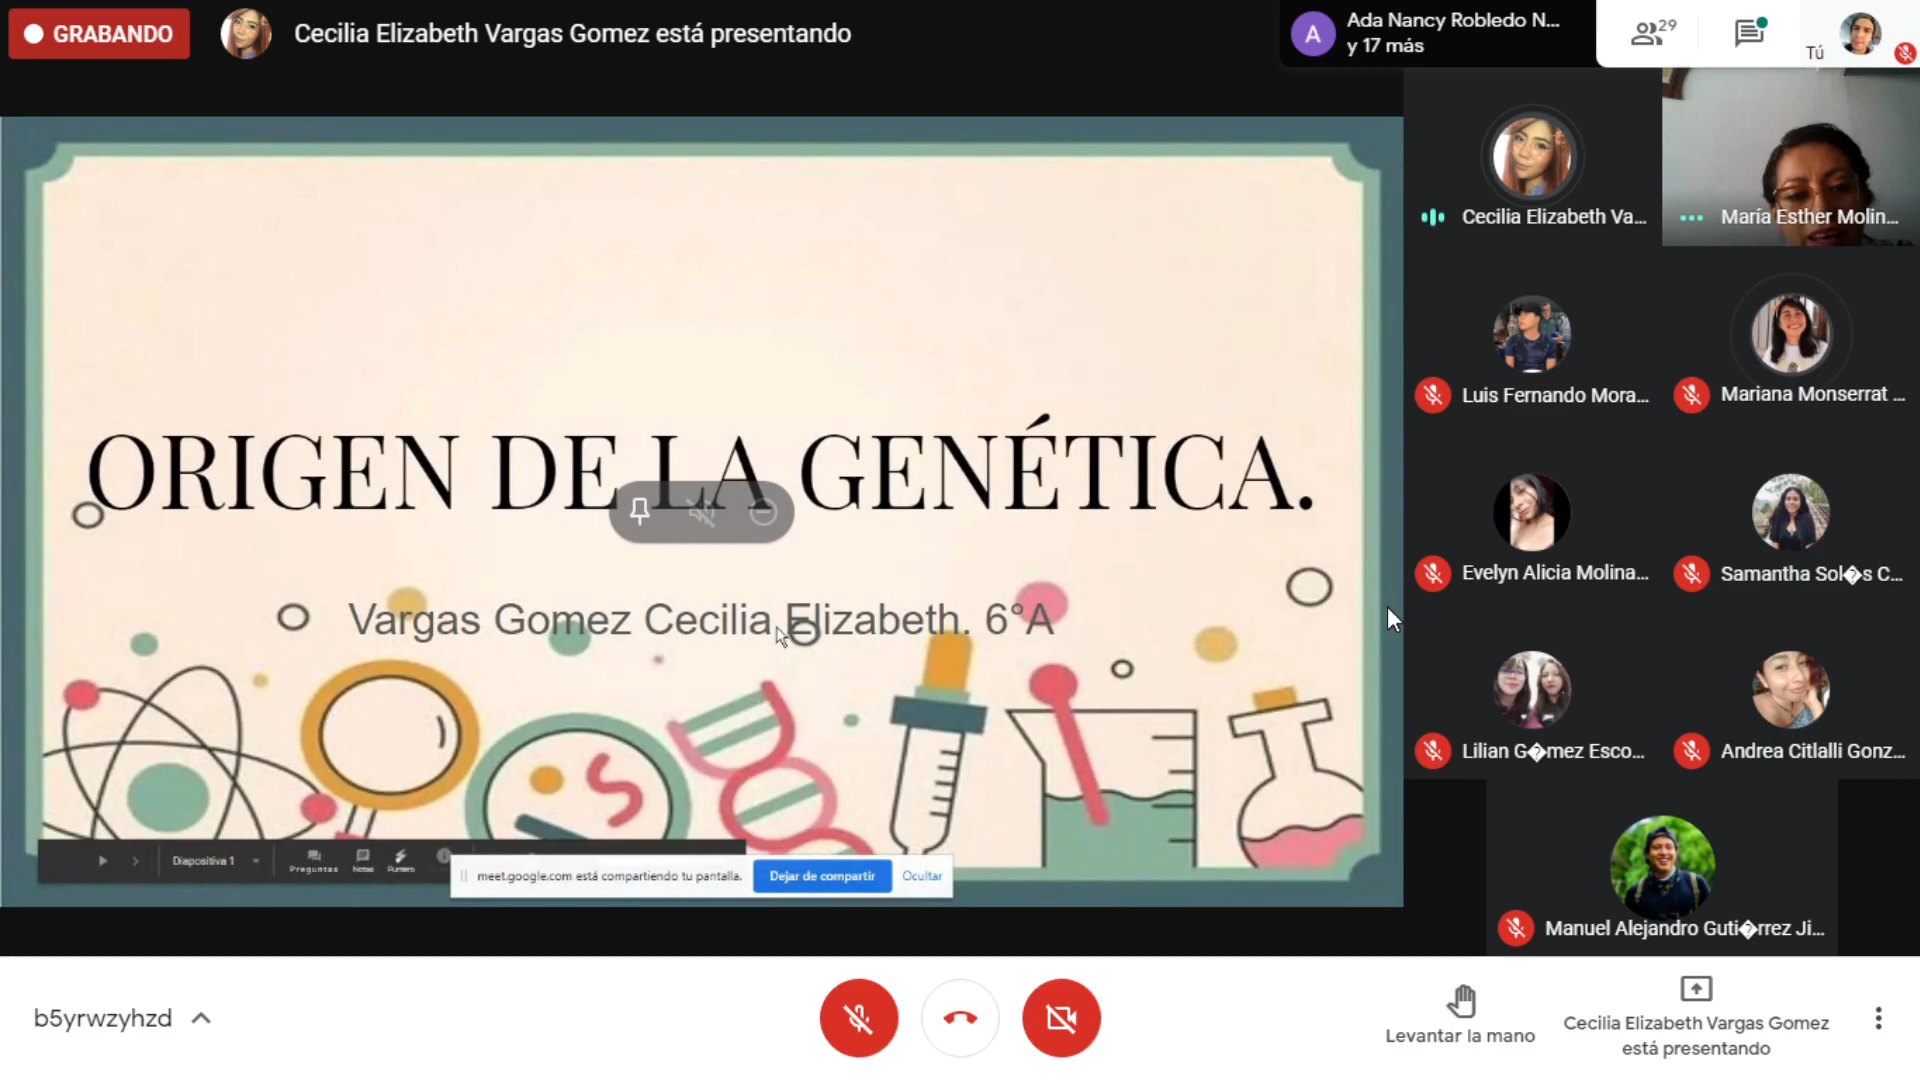 GRABANDO
Cecilia Elizabeth Vargas Gomez está presentando
A
Ada Nancy Robledo N...
y 17 más
29
Tú
ORIGEN DE LA GENÉTICA.
Vargas Gomez Cecilia Elizabeth. 6°A
Diapositiva 1
Preguntas
Notas
Puntero
meet.google.com está compartiendo tu pantalla.
Dejar de compartir
Ocultar
Cecilia Elizabeth Va...
María Esther Molin...
Luis Fernando Mora...
Mariana Monserrat ...
Evelyn Alicia Molina...
Samantha Sol�s C...
Lilian G�mez Esco...
Andrea Citlalli Gonz...
Manuel Alejandro Guti�rrez Ji...
b5yrwzyhzd
Levantar la mano
Cecilia Elizabeth Vargas Gomez
está presentando